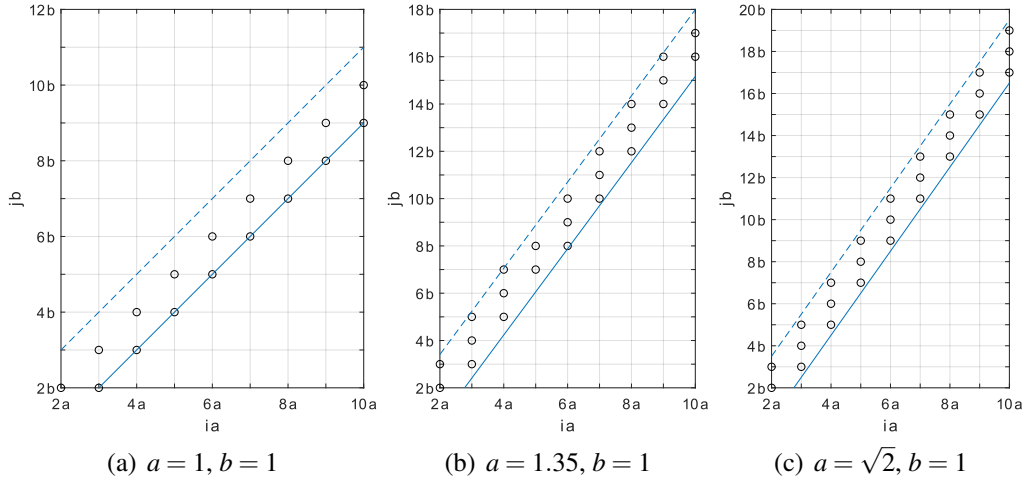 12b
10b
8b
6b
4b
2b
2a 4a 6a 8a 10a
ia
jb
(a) a = 1, b = 1
18b
16b
14b
12b
10b
8b
6b
4b
2b
2a 4a 6a 8a 10a
ia
jb
(b) a = 1.35, b = 1
20b
18b
16b
14b
12b
10b
8b
6b
4b
2b
2a 4a 6a 8a 10a
ia
jb
(c) a = √2, b = 1